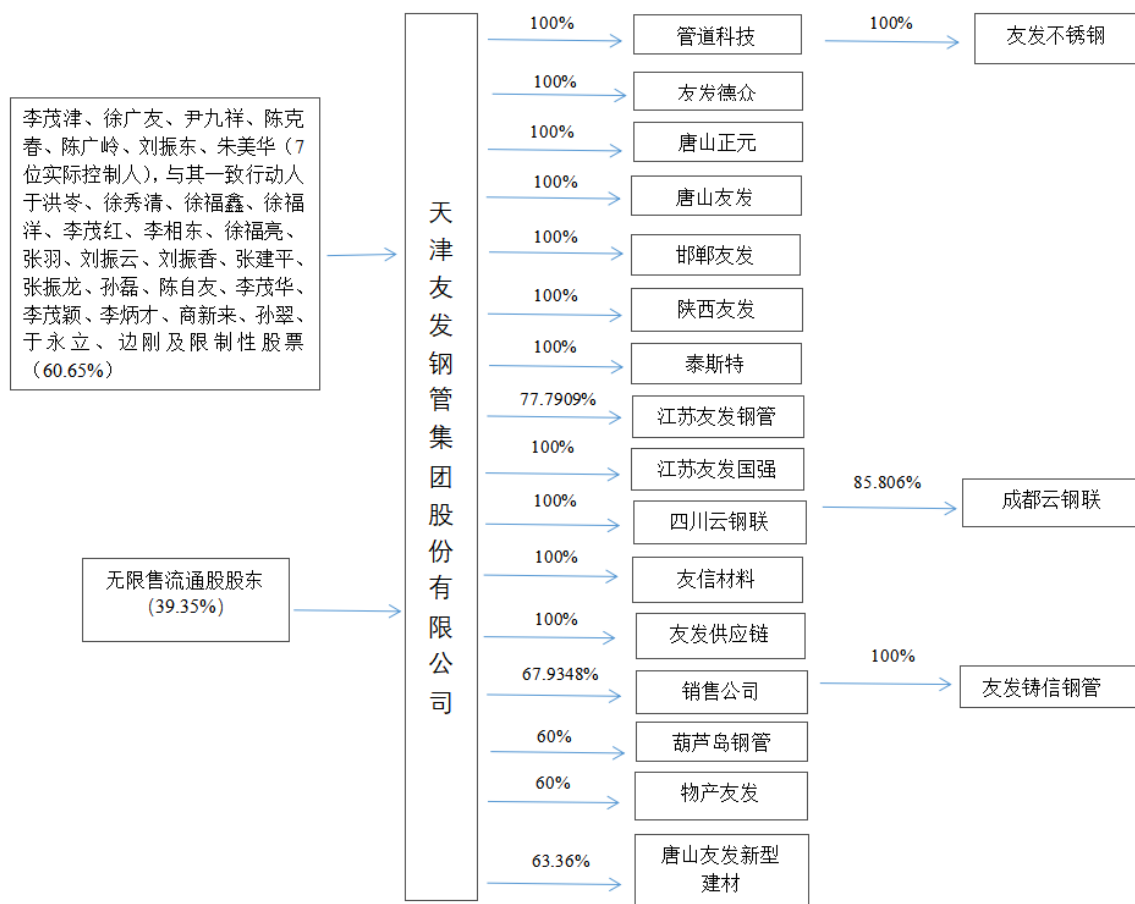 100%
管道科技
100%
友发不锈钢
100%
友发德众
李茂津、徐广友、尹九祥、陈克
春、陈广岭、刘振东、朱美华（7
位实际控制人），与其一致行动人
于洪岑、徐秀清、徐福鑫、徐福
洋、李茂红、李相东、徐福亮、
张羽、刘振云、刘振香、张建平、
张振龙、孙磊、陈自友、李茂华、
李茂颖、李炳才、商新来、孙翠、
于永立、边刚及限制性股票
（60.65%）
无限售流通股股东
(39.35%)
天津友发钢管集团股份有限公司
100%
唐山正元
100%
唐山友发
100%
邯郸友发
100%
陕西友发
100%
泰斯特
77.7909%
江苏友发钢管
100%
江苏友发国强
100%
四川云钢联
85.806%
成都云钢联
100%
友信材料
100%
友发供应链
67.9348%
销售公司
100%
友发铸信钢管
60%
葫芦岛钢管
60%
物产友发
63.36%
唐山友发新型
建材